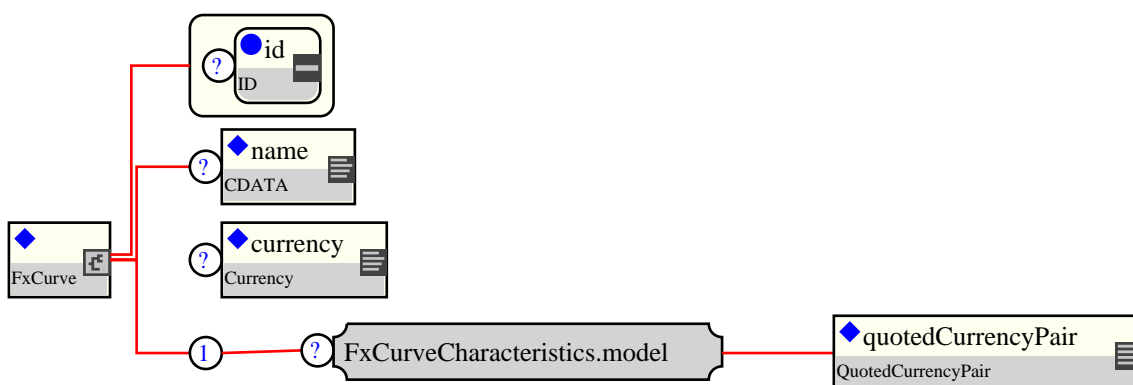 ? id
ID
? name
CDATA
FxCurve
? currency
Currency
1 ? FxCurveCharacteristics.model
quotedCurrencyPair
QuotedCurrencyPair